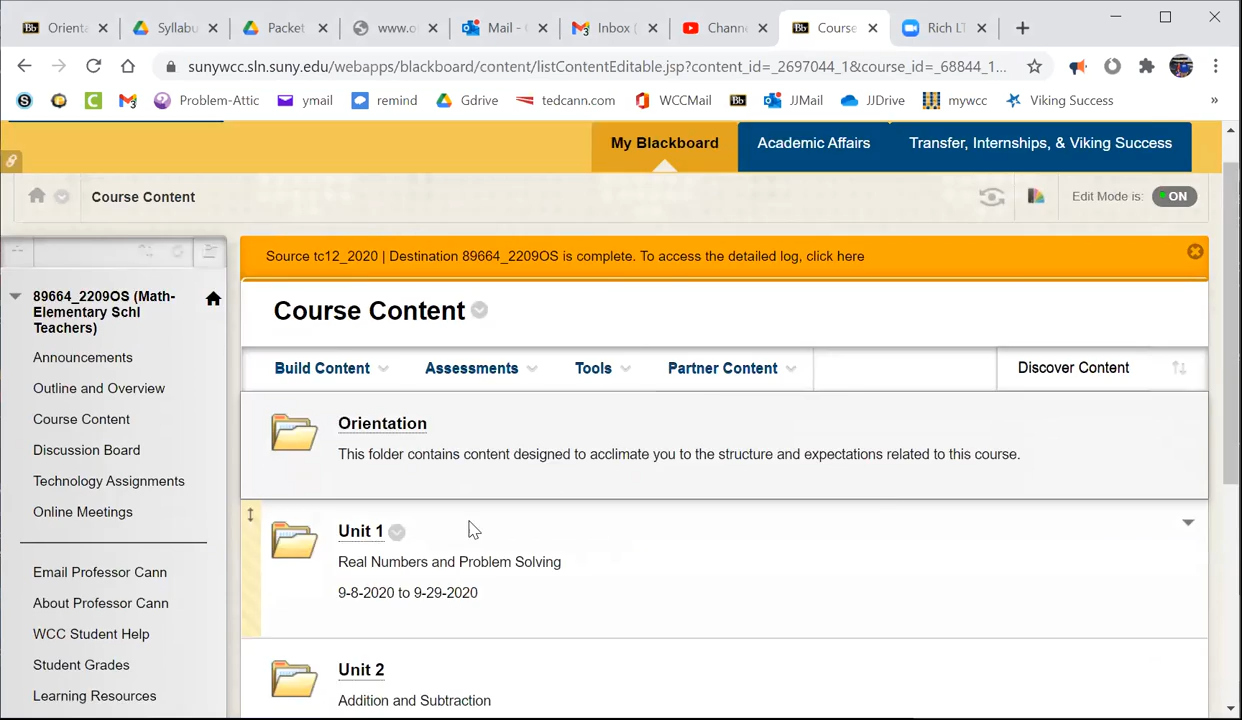 Orienta
Syllabu
Packet
www.o
Mail -
Inbox (
Chann
Course
Rich LT
sunywcc.sln.suny.edu/webapps/blackboard/content/listContentEditable.jsp?content_id=_2697044_1&course_id=_68844_1...
Problem-Attic
ymail
remind
Gdrive
tedcann.com
WCCMail
Bb
JJMail
JJDrive
mywcc
Viking Success
»
My Blackboard
Academic Affairs
Transfer, Internships, & Viking Success
Course Content
Edit Mode is:
ON
Source tc12_2020 | Destination 89664_2209OS is complete. To access the detailed log, click here
89664_2209OS (Math-
Elementary Schl
Teachers)
Announcements
Outline and Overview
Course Content
Discussion Board
Technology Assignments
Online Meetings
Email Professor Cann
About Professor Cann
WCC Student Help
Student Grades
Learning Resources
Course Content
Build Content
Assessments
Tools
Partner Content
Discover Content
Orientation
This folder contains content designed to acclimate you to the structure and expectations related to this course.
Unit 1
Real Numbers and Problem Solving
9-8-2020 to 9-29-2020
Unit 2
Addition and Subtraction